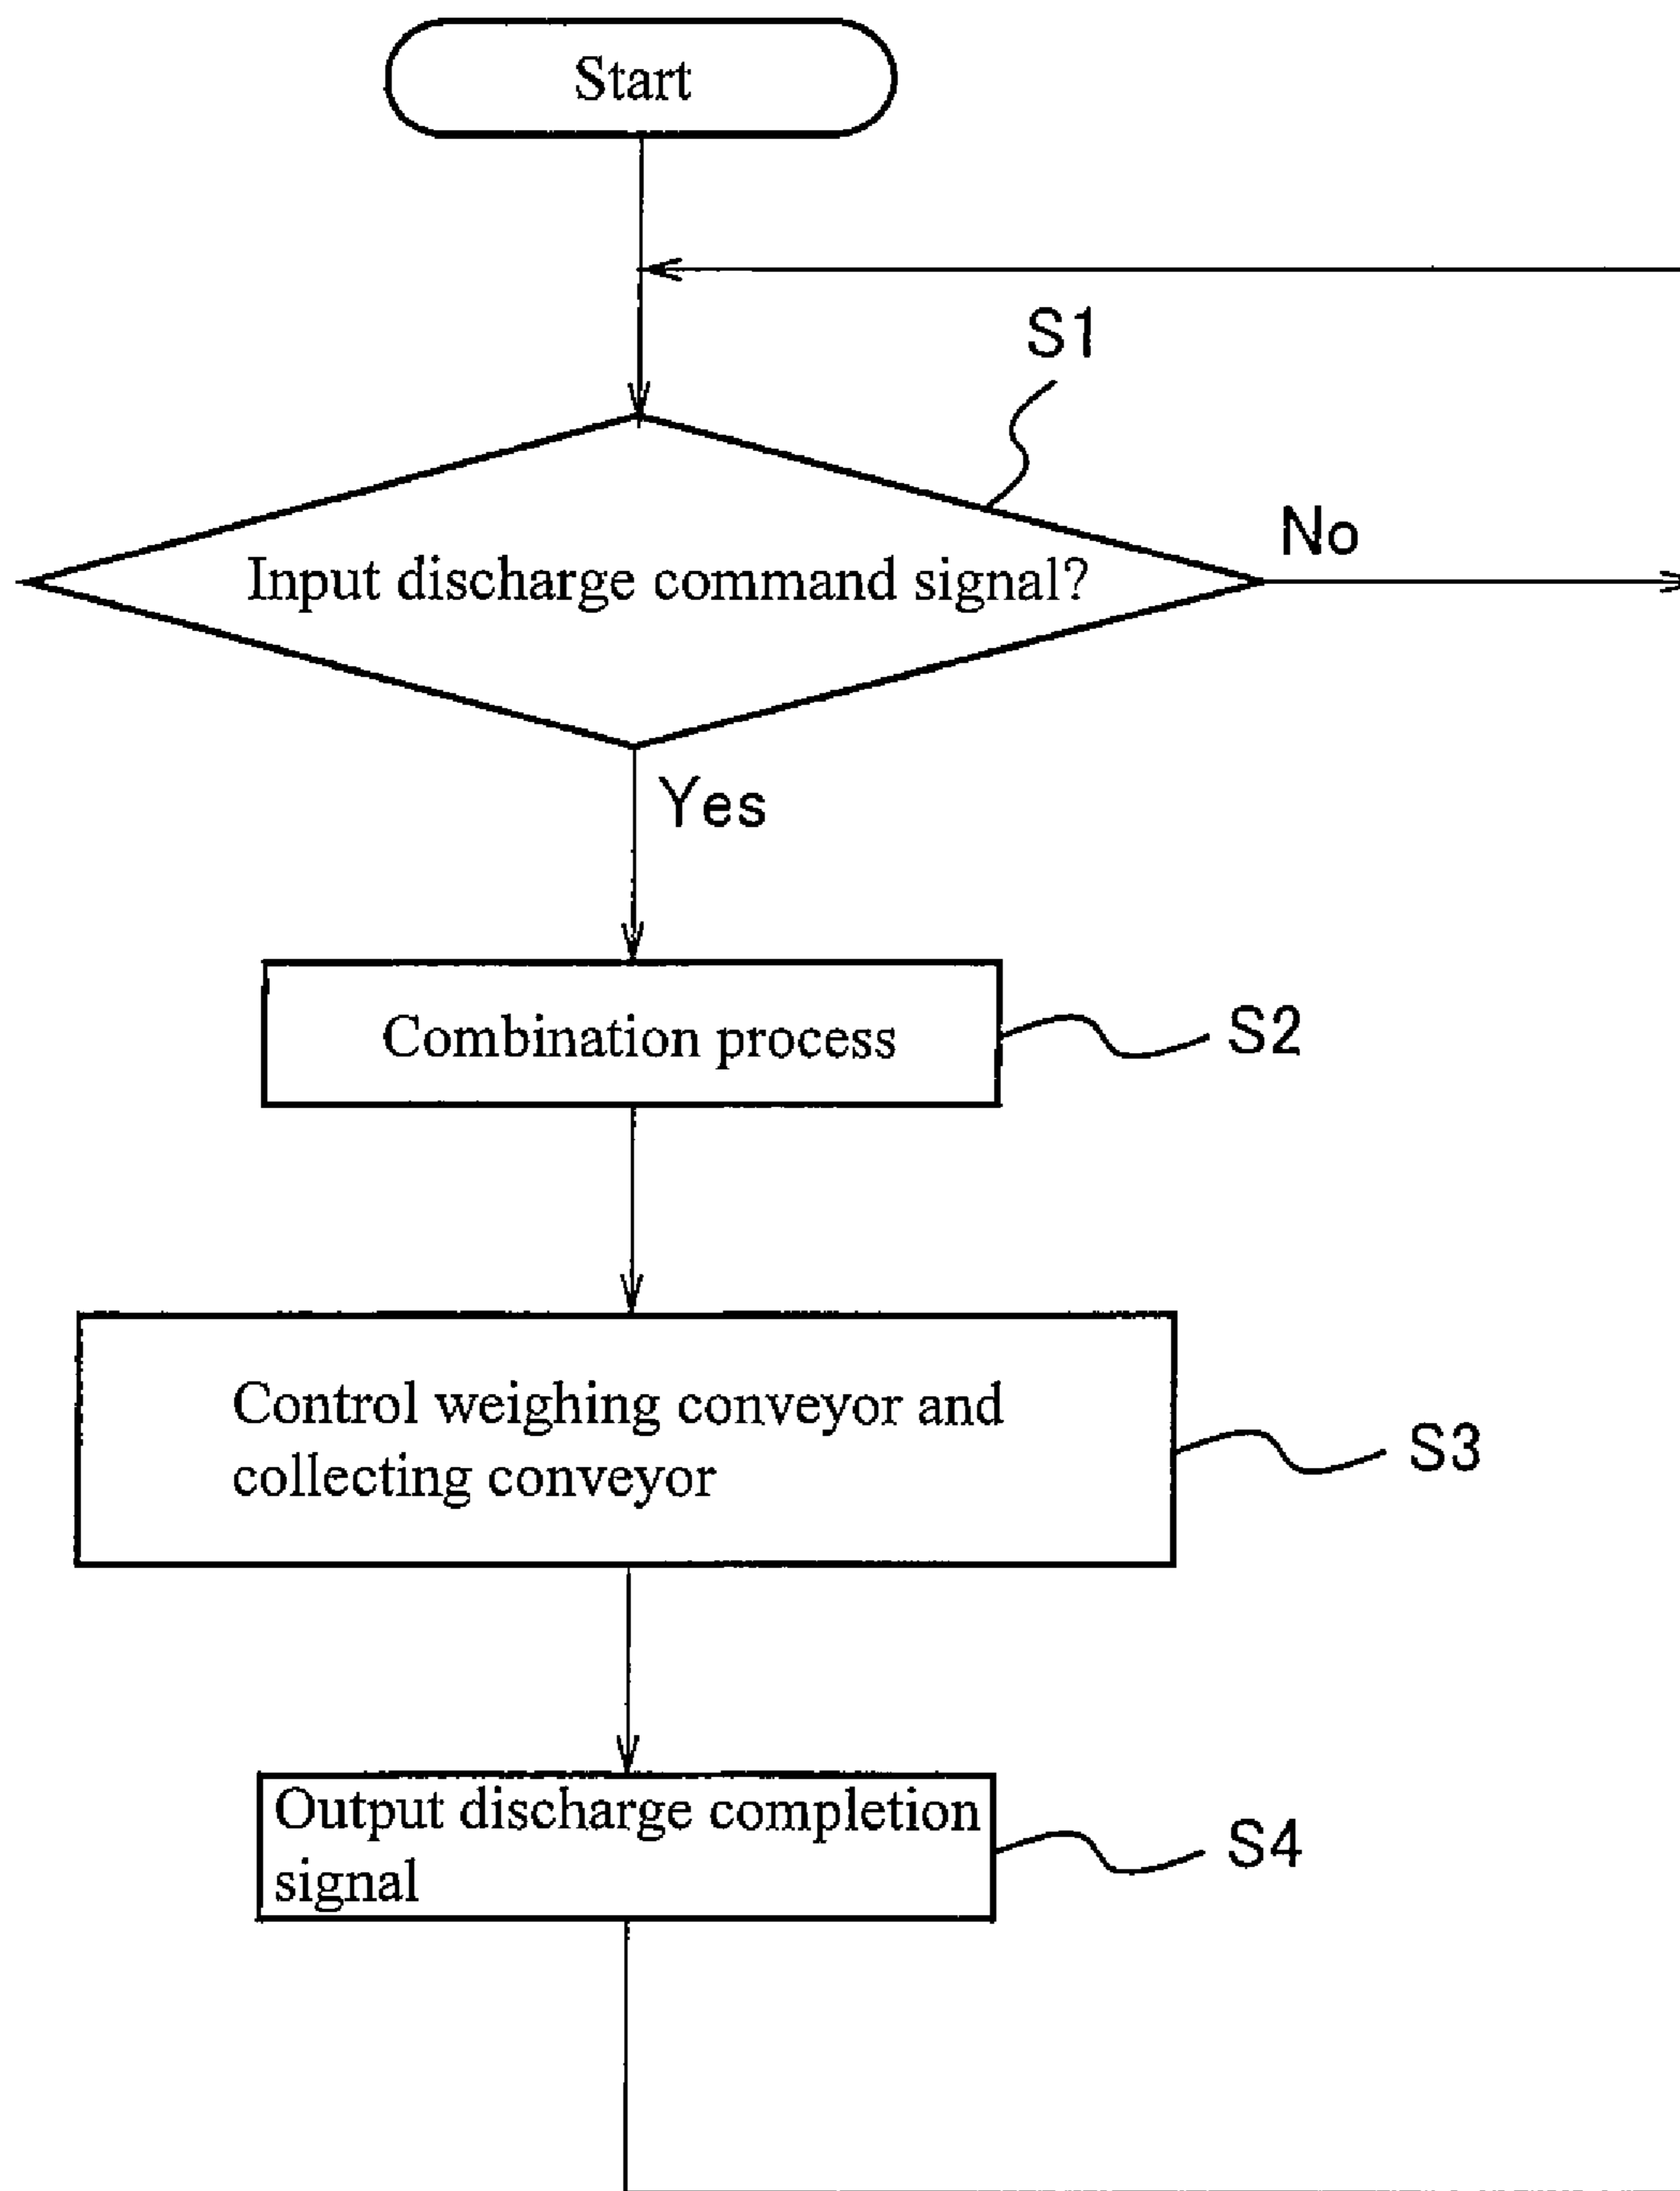 Start
S1
No
Input discharge command signal?
Yes
Combination process
S2
Control weighing conveyor and
collecting conveyor
S3
Output discharge completion
signal
S4